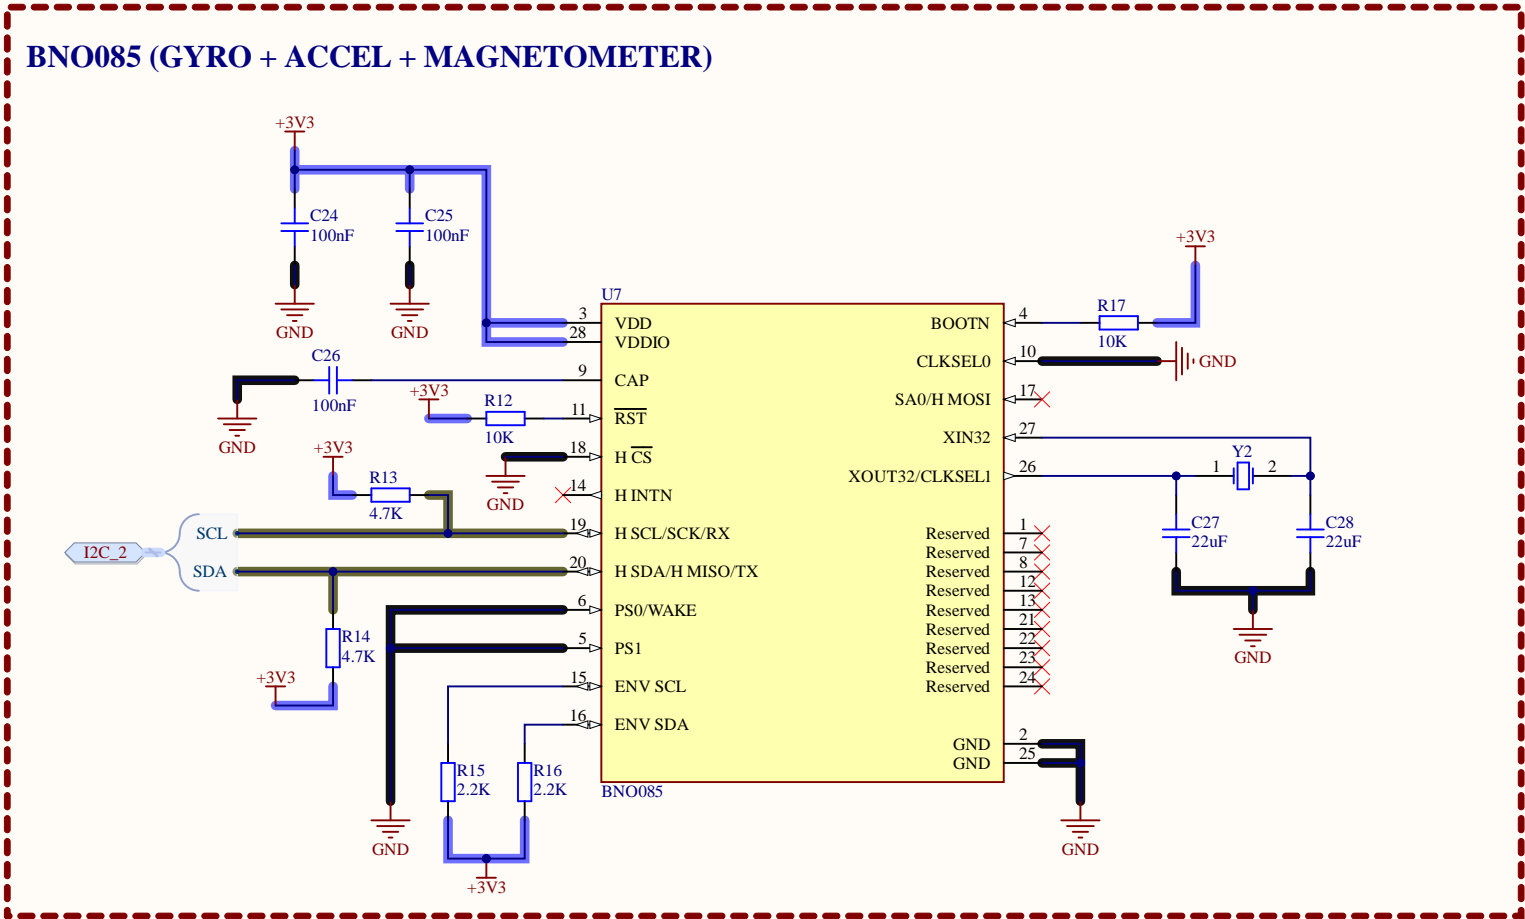 BNO085 (GYRO + ACCEL + MAGNETOMETER)
+3V3
C24
100nF
GND
C25
100nF
GND
C26
100nF
GND
+3V3
R12
10K
GND
+3V3
R13
4.7K
I2C_2
SCL
SDA
R14
4.7K
+3V3
GND
R15
2.2K
R16
2.2K
+3V3
U7
3 VDD
28 VDDIO
9 CAP
11 RST
18 H CS
14 H INTN
19 H SCL/SCK/RX
20 H SDA/H MISO/TX
6 PS0/WAKE
5 PS1
15 ENV SCL
16 ENV SDA
BOOTN 4
CLKSEL0 10
SA0/H MOSI 17
XIN32 27
XOUT32/CLKSEL1 26
Reserved 1
Reserved 7
Reserved 8
Reserved 12
Reserved 13
Reserved 21
Reserved 22
Reserved 23
Reserved 24
GND 2
GND 25
BNO085
+3V3
R17
10K
GND
Y2
1 2
C27
22uF
C28
22uF
GND
GND